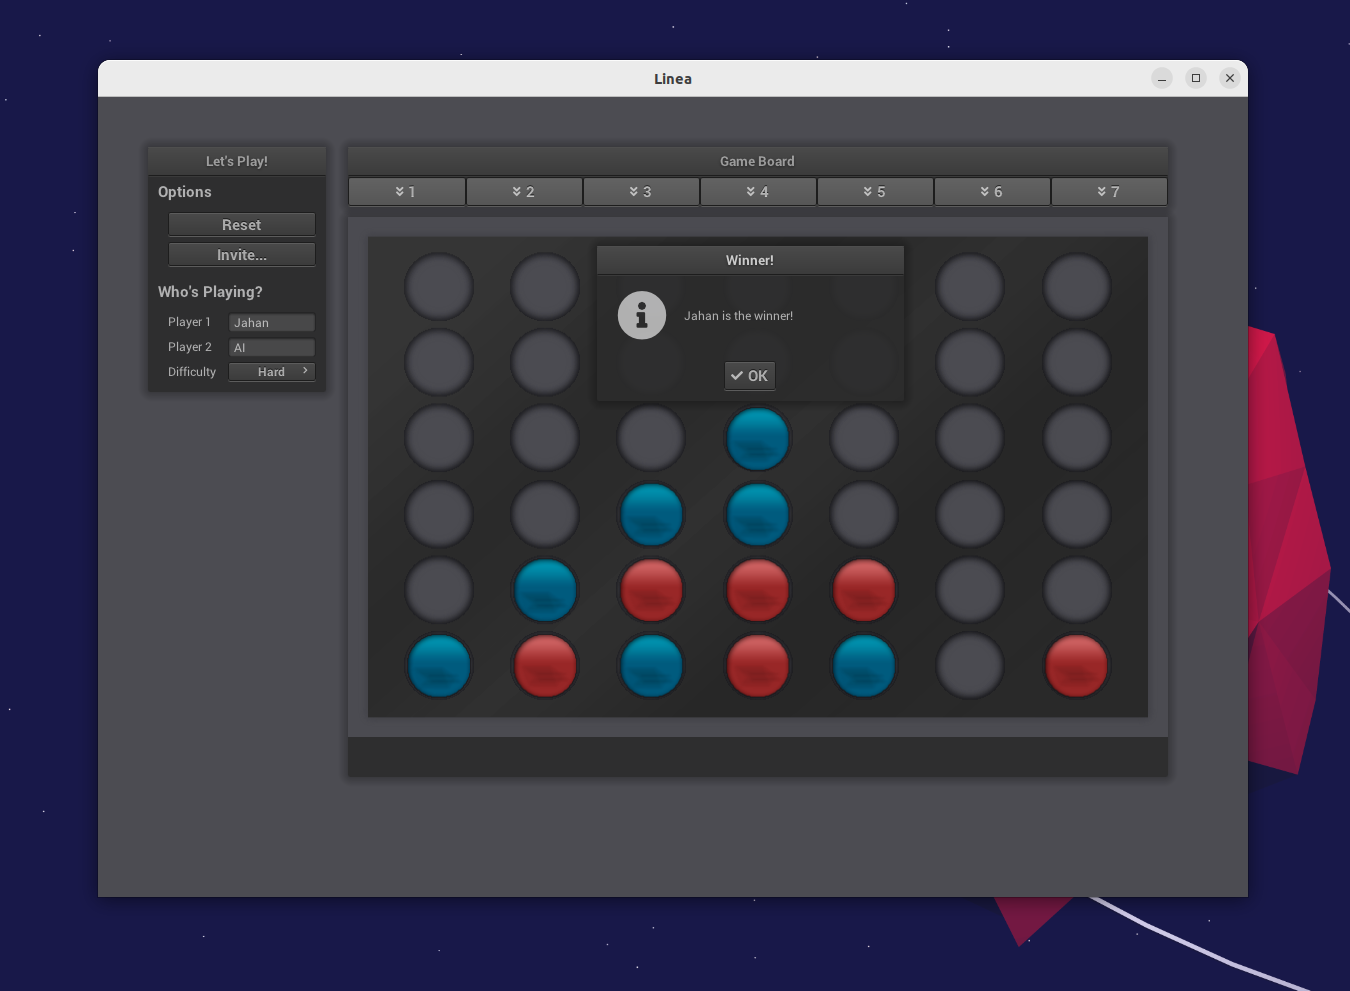 Linea
Let's Play!
Options
Reset
Invite...
Who's Playing?
Player 1 Jahan
Player 2 AI
Difficulty Hard
Game Board
1 2 3 4 5 6 7
Winner!
Jahan is the winner!
OK